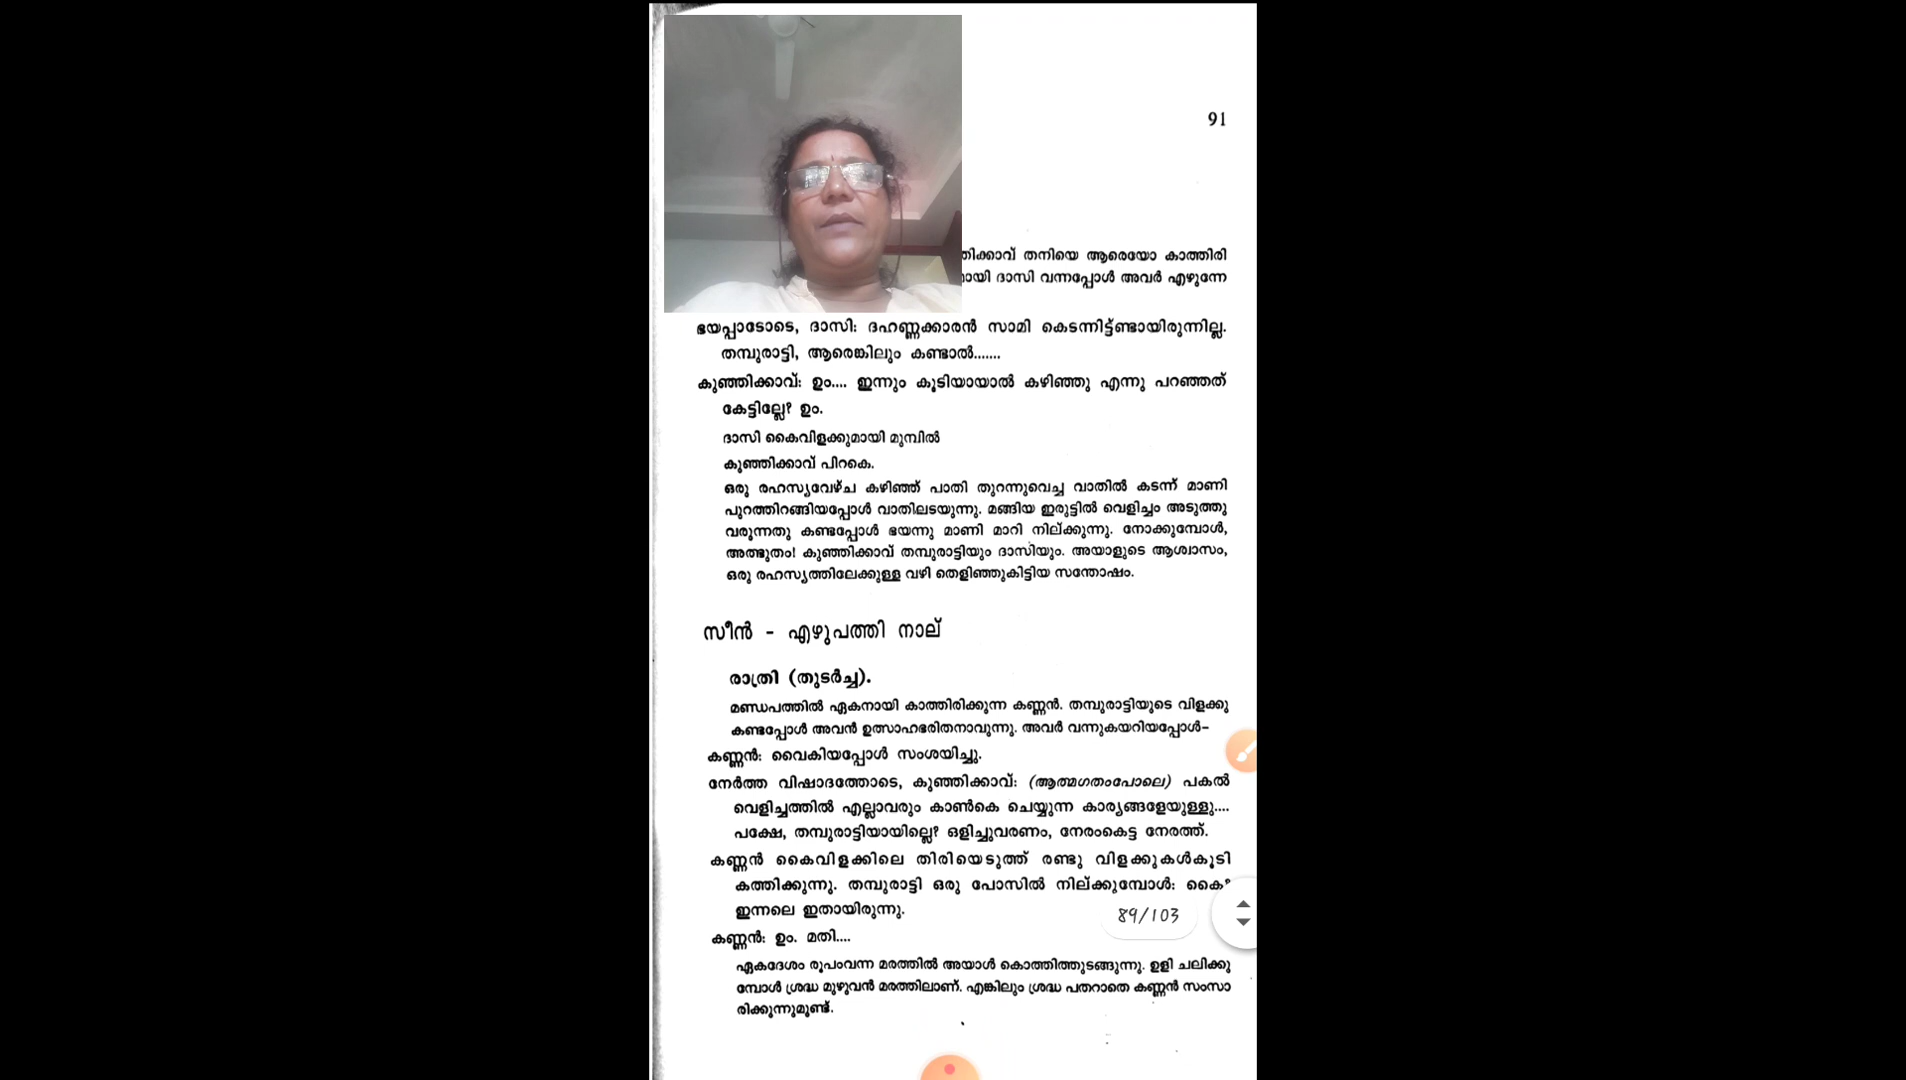 91
തിക്കാവ് തനിയെ ആരെയോ കാത്തിരി
മായി ദാസി വന്നപ്പോൾ അവർ എഴുന്നേ
ഭയപ്പാടോടെ, ദാസി: ദഹണ്ണക്കാരൻ സാമി കെടന്നിട്ട്ണ്ടായിരുന്നില്ല.
തമ്പുരാട്ടി, ആരെങ്കിലും കണ്ടാൽ.......
കുഞ്ഞിക്കാവ്: ഉം.... ഇന്നും കൂടിയായാൽ കഴിഞ്ഞു എന്നു പറഞ്ഞത്
കേട്ടില്ലേ? ഉം.
ദാസി കൈവിളക്കുമായി മുമ്പിൽ
കുഞ്ഞിക്കാവ് പിറകെ.
ഒരു രഹസ്യവേഴ്ച കഴിഞ്ഞ് പാതി തുറന്നുവെച്ച വാതിൽ കടന്ന് മാണി
പുറത്തിറങ്ങിയപ്പോൾ വാതിലടയുന്നു. മങ്ങിയ ഇരുട്ടിൽ വെളിച്ചം അടുത്തു
വരുന്നതു കണ്ടപ്പോൾ ഭയന്നു മാണി മാറി നില്ക്കുന്നു. നോക്കുമ്പോൾ,
അത്ഭുതം! കുഞ്ഞിക്കാവ് തമ്പുരാട്ടിയും ദാസിയും. അയാളുടെ ആശ്വാസം,
ഒരു രഹസ്യത്തിലേക്കുള്ള വഴി തെളിഞ്ഞുകിട്ടിയ സന്തോഷം.
സീൻ - എഴുപത്തി നാല്
രാത്രി (തുടർച്ച).
മണ്ഡപത്തിൽ ഏകനായി കാത്തിരിക്കുന്ന കണ്ണൻ. തമ്പുരാട്ടിയുടെ വിളക്കു
കണ്ടപ്പോൾ അവൻ ഉത്സാഹഭരിതനാവുന്നു. അവർ വന്നുകയറിയപ്പോൾ-
കണ്ണൻ: വൈകിയപ്പോൾ സംശയിച്ചു.
നേർത്ത വിഷാദത്തോടെ, കുഞ്ഞിക്കാവ്: (ആത്മഗതംപോലെ) പകൽ
വെളിച്ചത്തിൽ എല്ലാവരും കാൺകെ ചെയ്യുന്ന കാര്യങ്ങളേയുള്ളു....
പക്ഷേ, തമ്പുരാട്ടിയായില്ലെ? ഒളിച്ചുവരണം, നേരംകെട്ട നേരത്ത്.
കണ്ണൻ കൈവിളക്കിലെ തിരിയെടുത്ത് രണ്ടു വിളക്കുകൾകൂടി
കത്തിക്കുന്നു. തമ്പുരാട്ടി ഒരു പോസിൽ നില്ക്കുമ്പോൾ: കൈ?
ഇന്നലെ ഇതായിരുന്നു.
89/103
കണ്ണൻ: ഉം. മതി....
ഏകദേശം രൂപംവന്ന മരത്തിൽ അയാൾ കൊത്തിത്തുടങ്ങുന്നു. ഉളി ചലിക്കു
മ്പോൾ ശ്രദ്ധ മുഴുവൻ മരത്തിലാണ്. എങ്കിലും ശ്രദ്ധ പതറാതെ കണ്ണൻ സംസാ
രിക്കുന്നുമുണ്ട്.